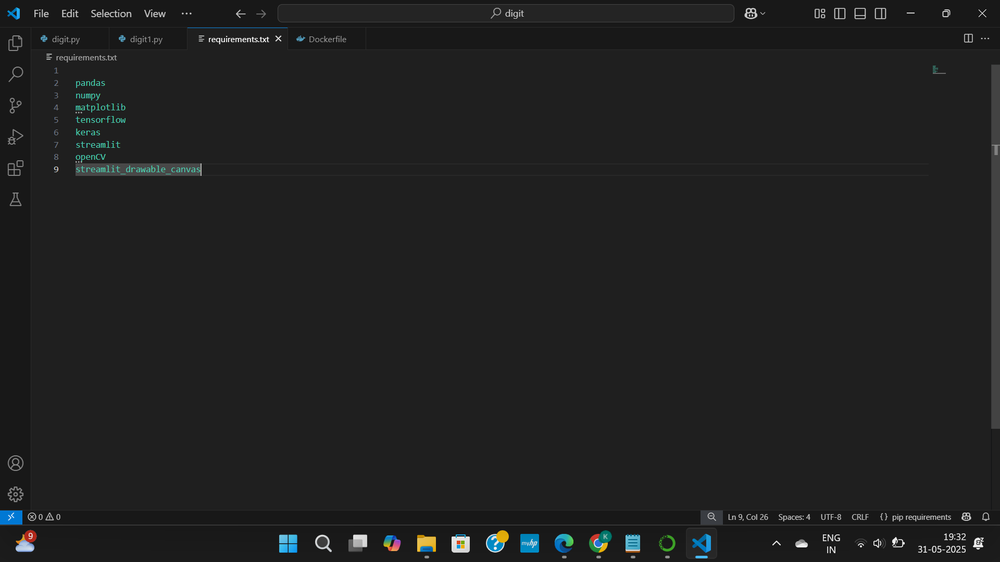 File Edit Selection View
digit
digit.py
digit1.py
requirements.txt
Dockerfile
requirements.txt
1
2 pandas
3 numpy
4 matplotlib
5 tensorflow
6 keras
7 streamlit
8 openCV
9 streamlit_drawable_canvas
0 0
Ln 9, Col 26
Spaces: 4
UTF-8
CRLF
{} pip requirements
9
myhp
K
ENG
IN
19:32
31-05-2025